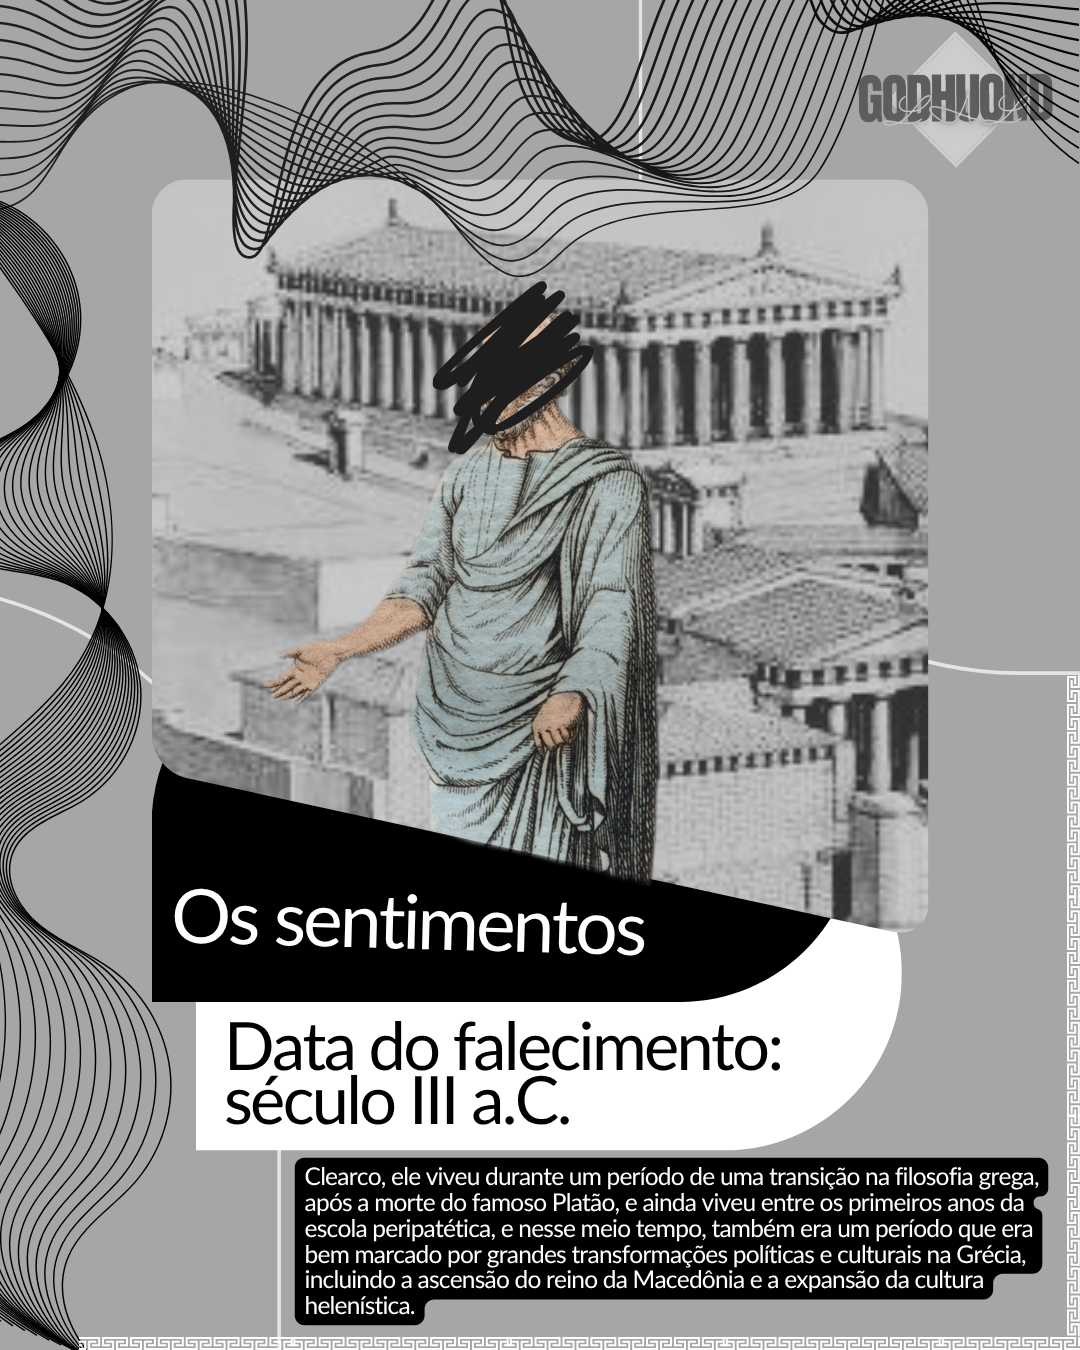 GODHUOND
Os sentimentos
Data do falecimento:
século III a.C.
Clearco, ele viveu durante um período de uma transição na filosofia grega,
após a morte do famoso Platão, e ainda viveu entre os primeiros anos da
escola peripatética, e nesse meio tempo, também era um período que era
bem marcado por grandes transformações políticas e culturais na Grécia,
incluindo a ascensão do reino da Macedônia e a expansão da cultura
helenística.